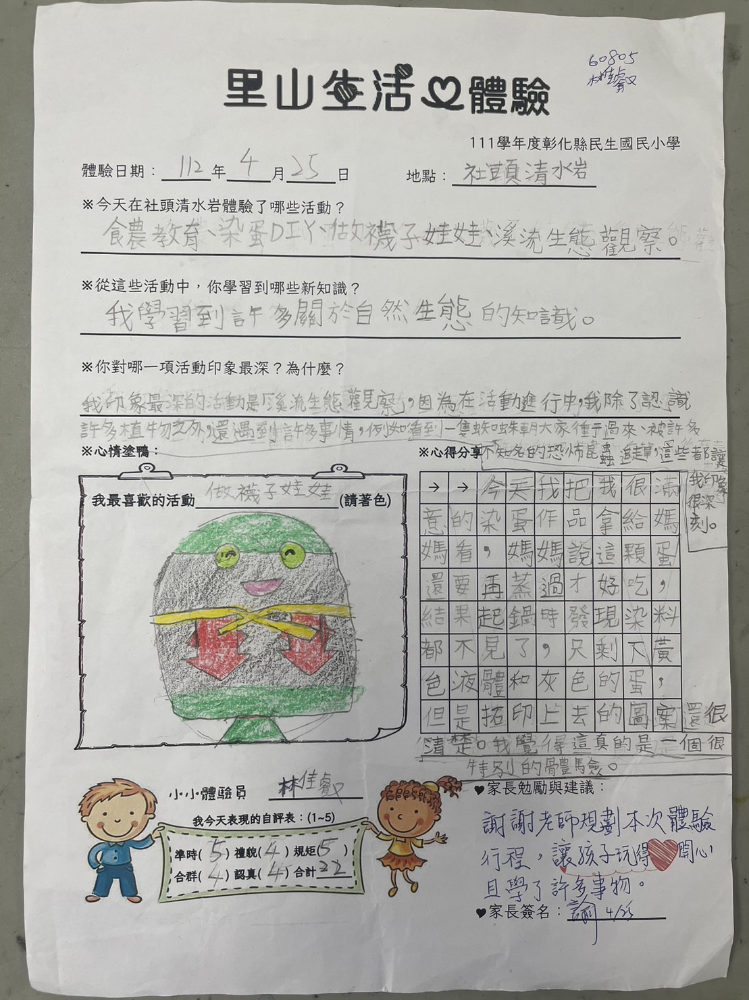 60805
林佳叡
里山生活心體驗
111學年度彰化縣民生國民小學
體驗日期：112年4月25日 地點：社頭清水岩
※今天在社頭清水岩體驗了哪些活動？
食農教育、染蛋DIY、做襪子娃娃、溪流生態觀察。
※從這些活動中，你學習到哪些新知識？
我學習到許多關於自然生態的知識。
※你對哪一項活動印象最深？為什麼？
我印象最深的活動是「溪流生態觀察」，因為在活動進行中，我除了認識
許多植物之外，還遇到許多事情，例如看到一隻蜘蛛朝大家衝了過來、被許多
不知名的恐怖昆蟲追趕，這些都讓
我印象
很深
刻。
※心情塗鴨：
我最喜歡的活動做襪子娃娃(請著色)
※心得分享
→→今天我把我很滿
意的染蛋作品拿給媽
媽看，媽媽說這顆蛋
還要再蒸過才好吃，
結果起鍋時發現染料
都不見了，只剩下黃
色液體和灰色的蛋，
但是拓印上去的圖案還很
清楚。我覺得這真的是一個很
特別的體驗。
小小體驗員 林佳叡
我今天表現的自評表：(1~5)
準時(5) 禮貌(4) 規矩(5)
合群(4) 認真(4) 合計22
♥家長勉勵與建議：
謝謝老師規劃本次體驗
行程，讓孩子玩得開心
且學了許多事物。
♥家長簽名：諭 4/25